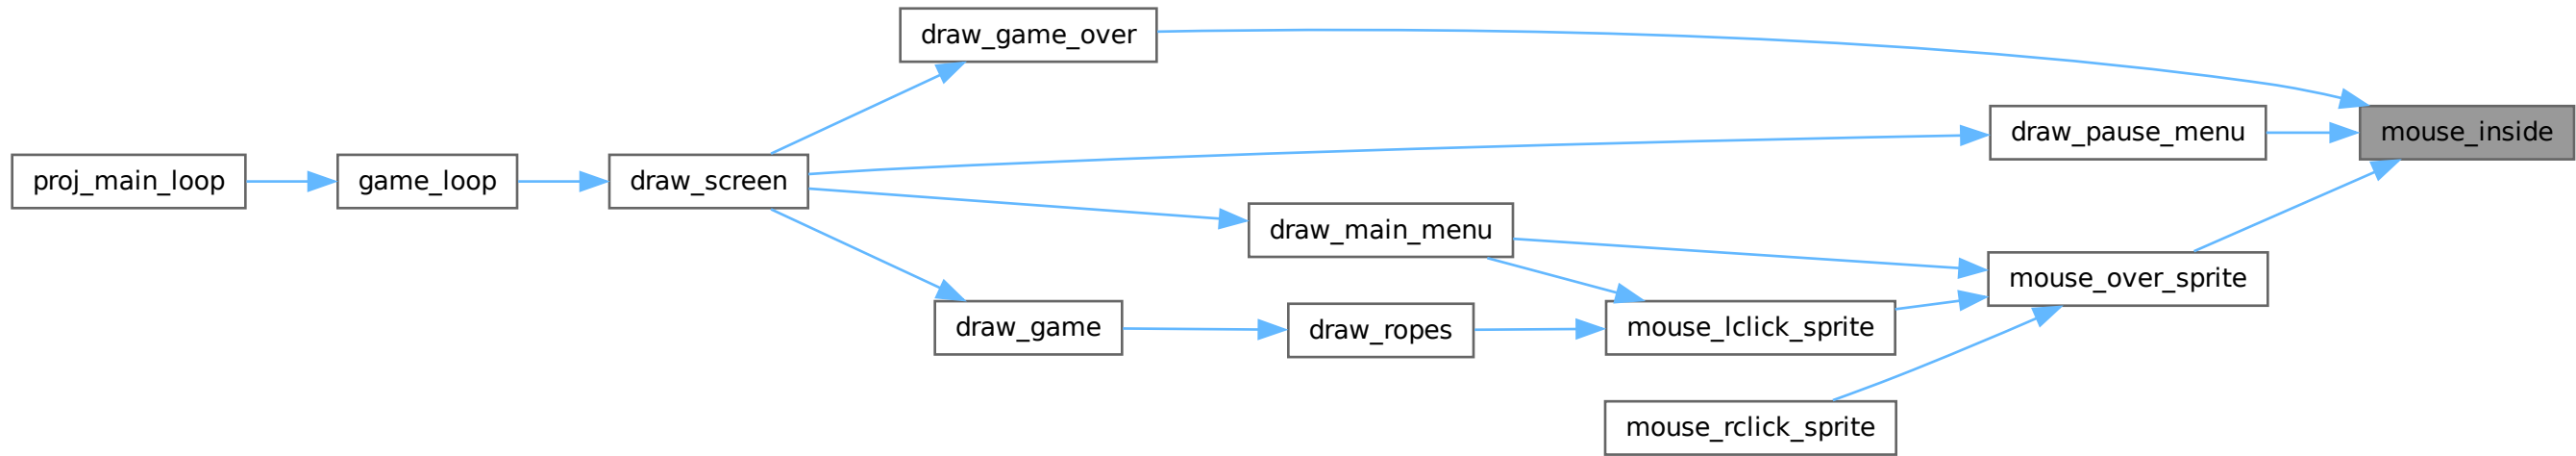 draw_game_over
draw_pause_menu
mouse_inside
proj_main_loop
game_loop
draw_screen
draw_main_menu
mouse_over_sprite
draw_game
draw_ropes
mouse_lclick_sprite
mouse_rclick_sprite